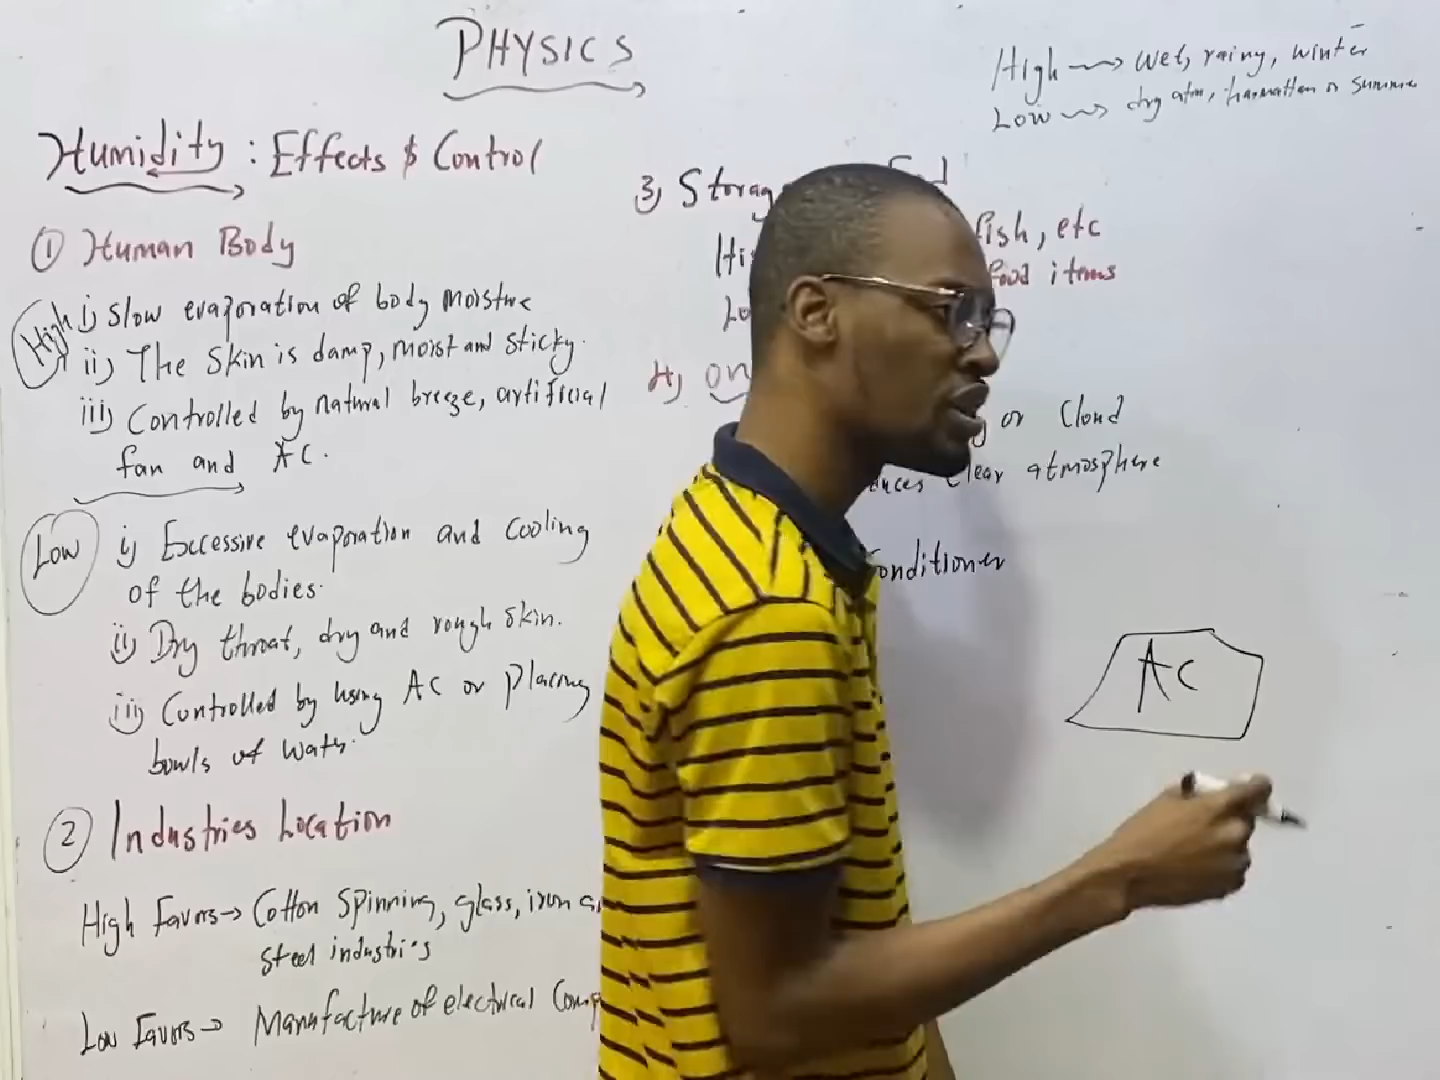 PHYSICS
High → wet, rainy, winter
Low → dry atm, harmattan or summer
Humidity : Effects & Control
① Human Body
High i) Slow evaporation of body moisture
ii) The Skin is damp, moist and sticky.
iii) Controlled by natural breeze, artificial
fan and AC.
Low i) Excessive evaporation and cooling
of the bodies.
ii) Dry throat, dry and rough skin.
iii) Controlled by using AC or placing
bowls of water.
② Industries Location
High Favors → Cotton Spinning, glass, iron
Steel industries
Low Favors → Manufacture of electrical
3)
fish, etc
food items
4) on
or Cloud
clear atmosphere
onditioner
AC